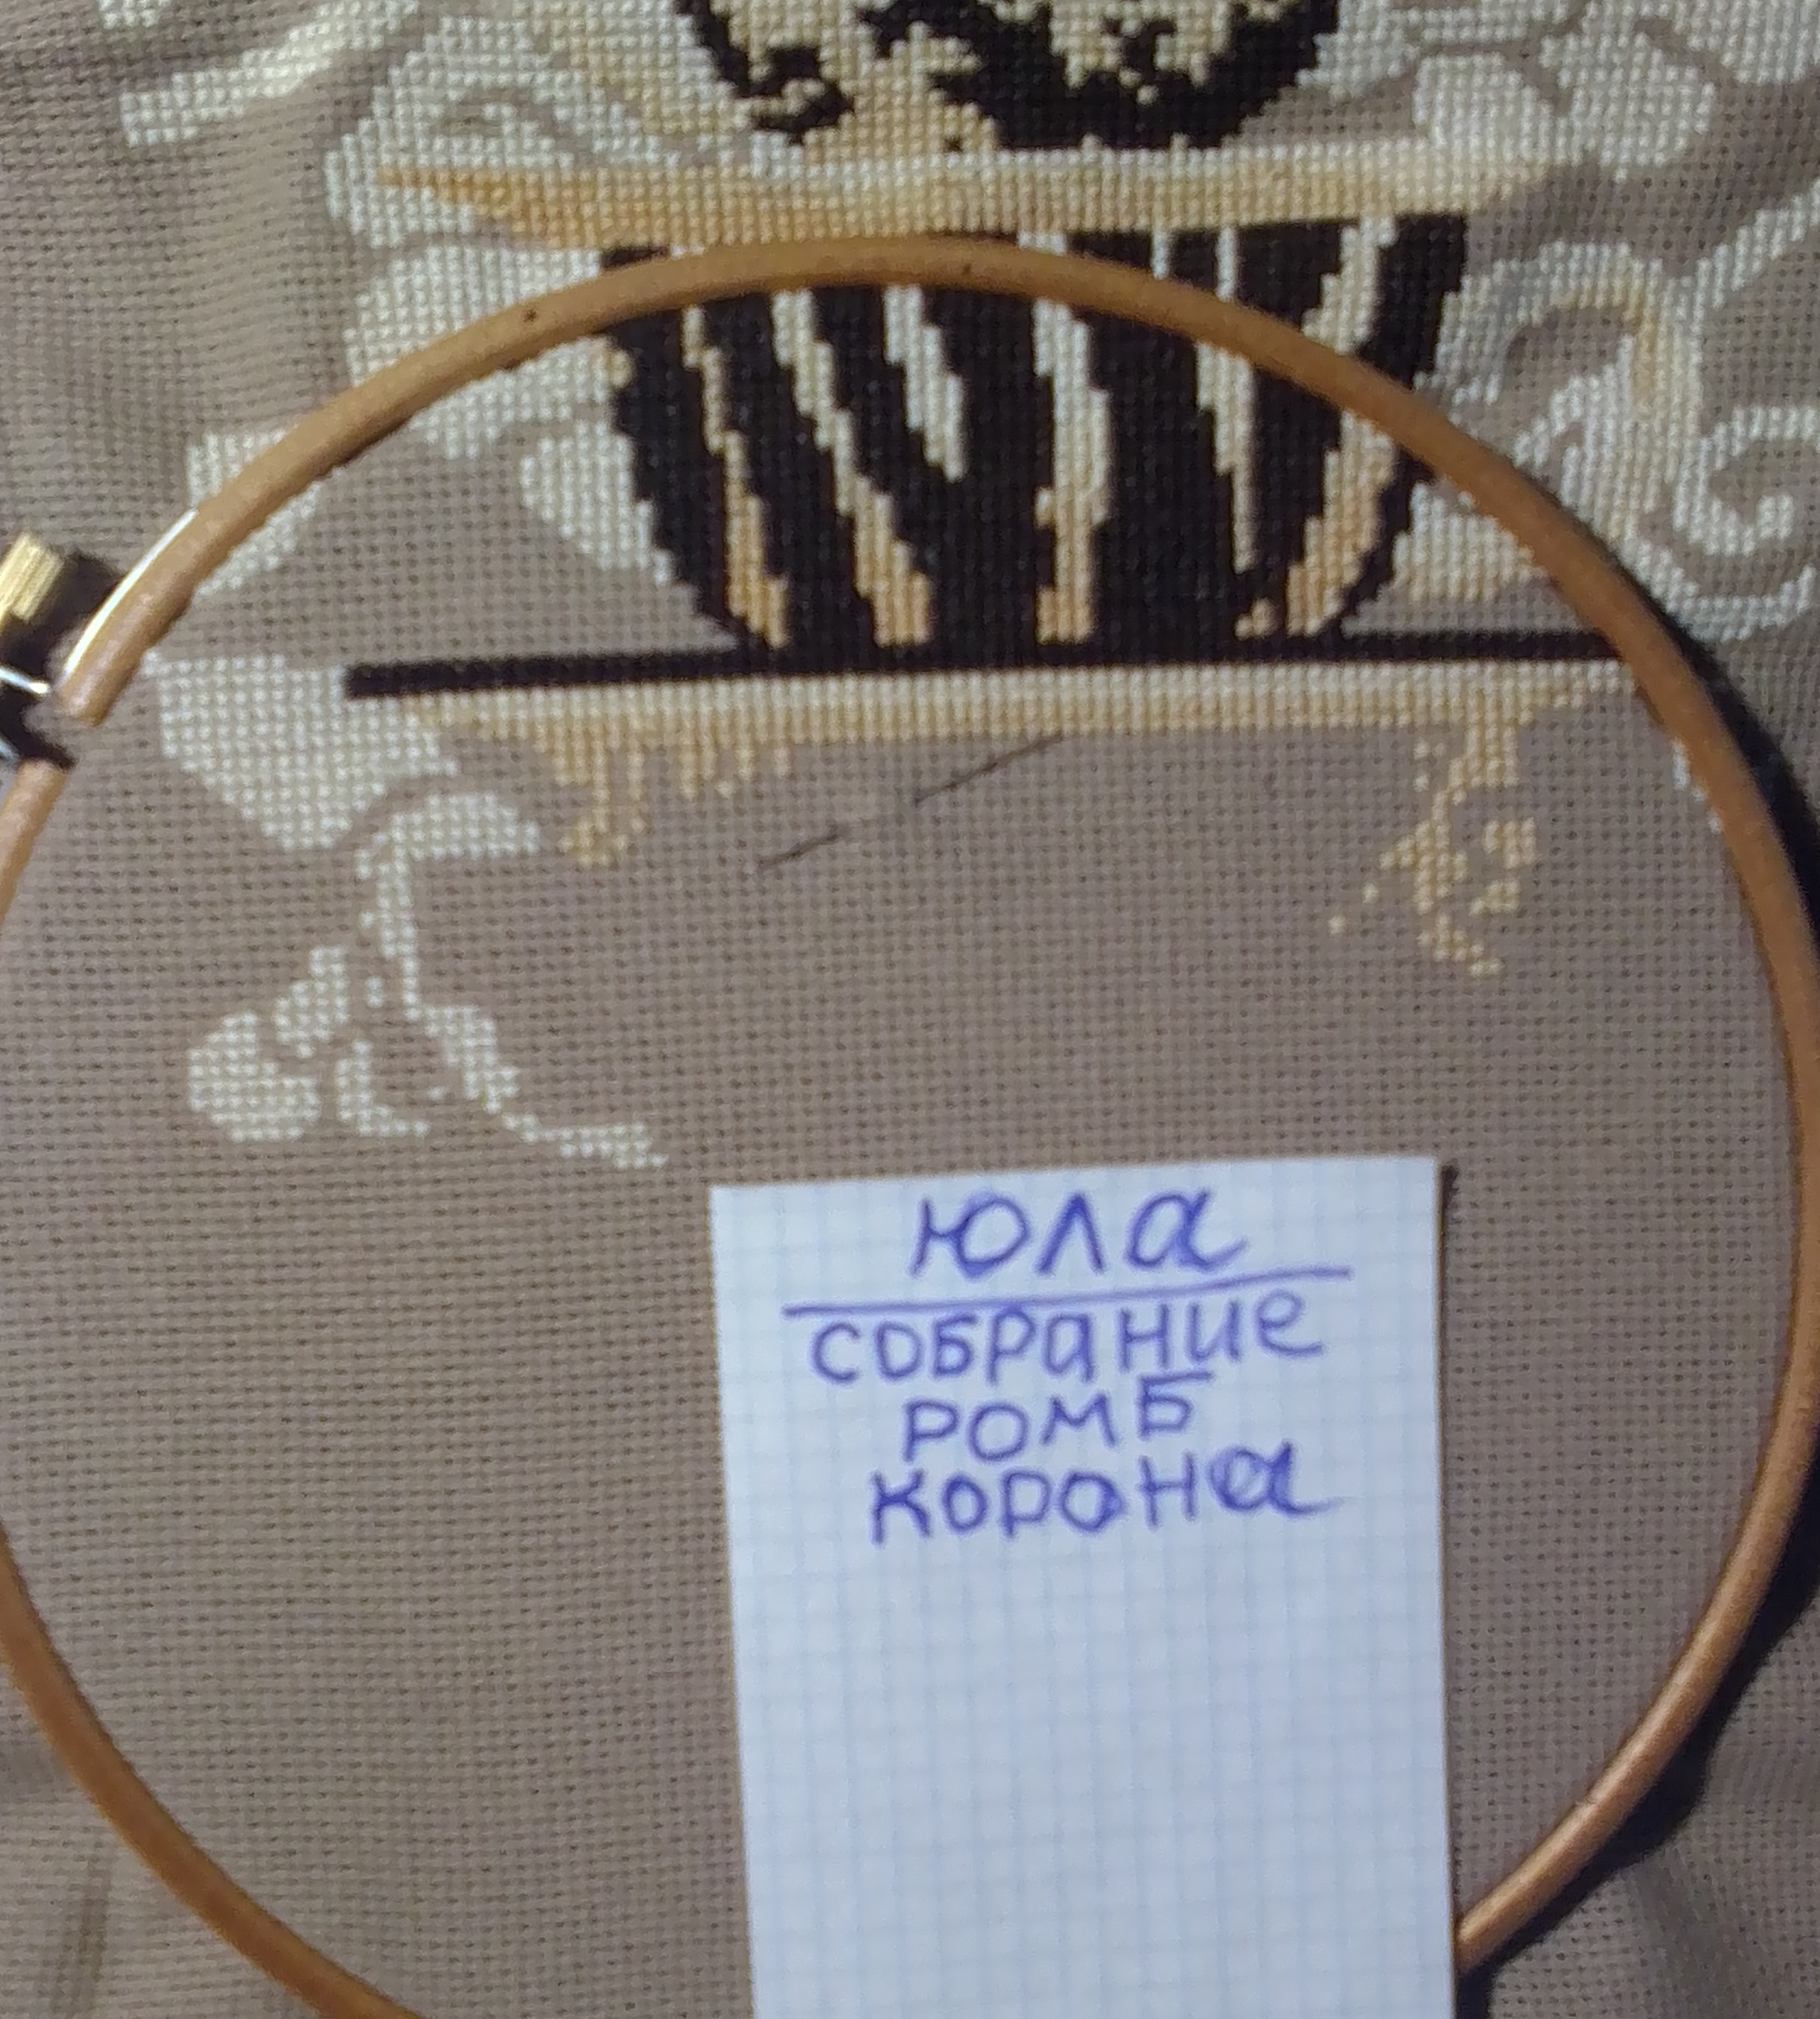 юла
собрание
ромб
корона